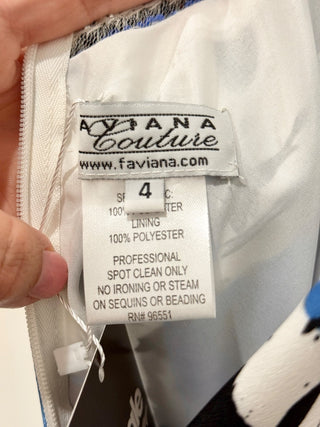 AVIANA
Couture
www.faviana.com
4
100%
LINING
100% POLYESTER
PROFESSIONAL
SPOT CLEAN ONLY
NO IRONING OR STEAM
ON SEQUINS OR BEADING
RN# 96551